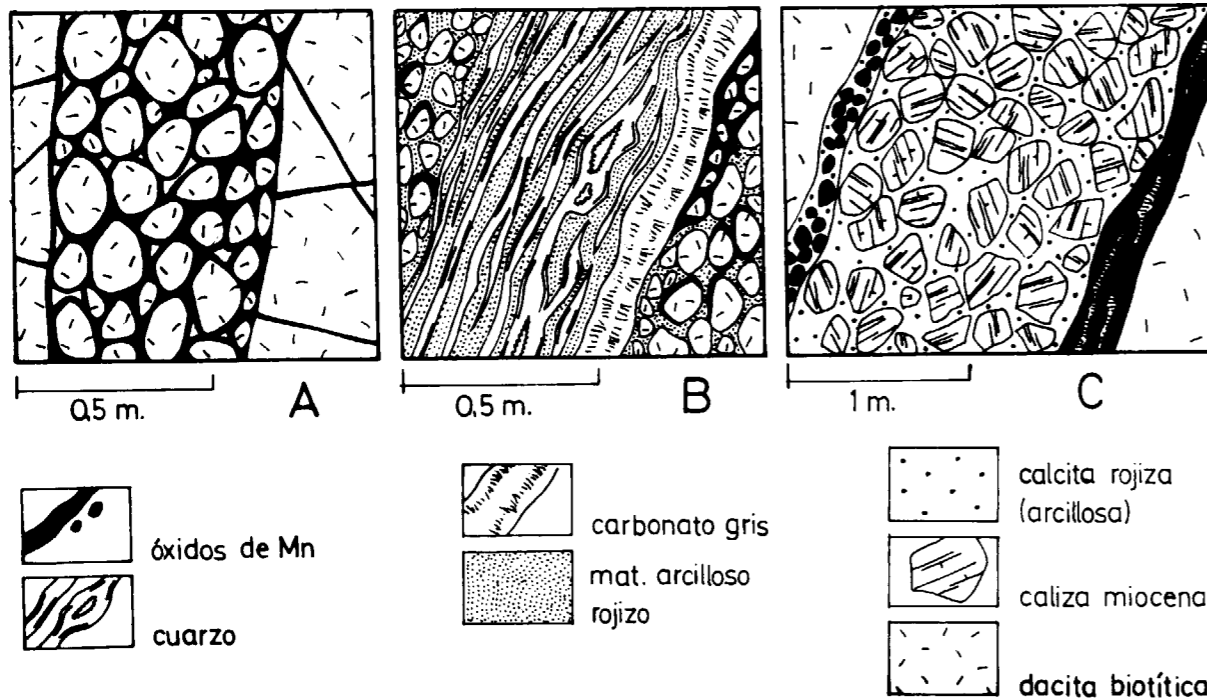 0,5 m.
A
0,5 m.
B
1 m.
C
óxidos de Mn
cuarzo
carbonato gris
mat. arcilloso
rojizo
calcita rojiza
(arcillosa)
caliza miocena
dacita biotítica